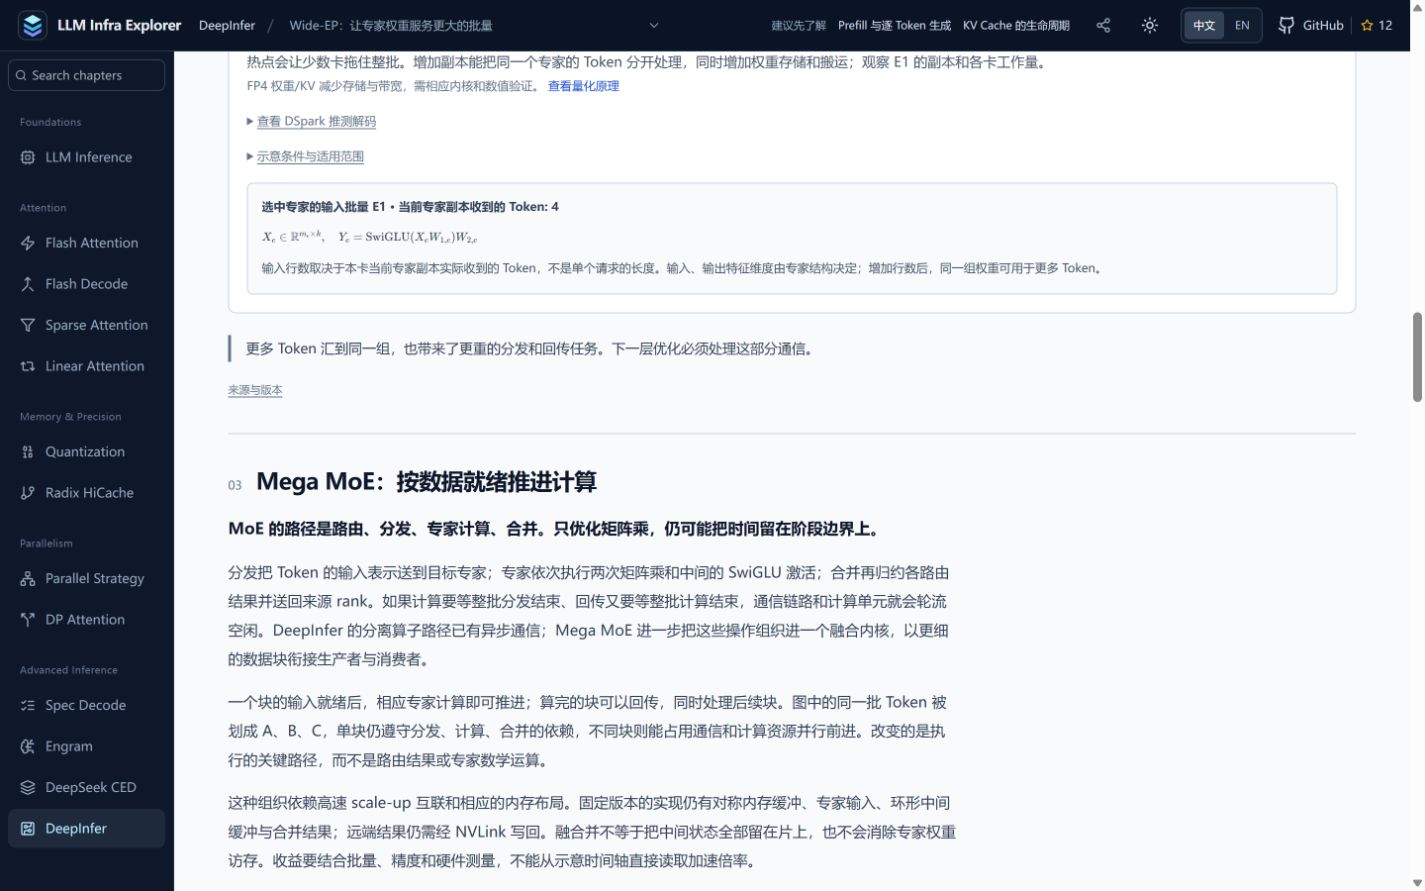 LLM Infra Explorer
DeepInfer / Wide-EP：让专家权重服务更大的批量
建议先了解 Prefill 与逐 Token 生成 KV Cache 的生命周期
中文 EN
GitHub
12
Search chapters
Foundations
LLM Inference
Attention
Flash Attention
Flash Decode
Sparse Attention
Linear Attention
Memory & Precision
Quantization
Radix HiCache
Parallelism
Parallel Strategy
DP Attention
Advanced Inference
Spec Decode
Engram
DeepSeek CED
DeepInfer
热点会让少数卡拖住整批。增加副本能把同一个专家的 Token 分开处理，同时增加权重存储和搬运；观察 E1 的副本和各卡工作量。
FP4 权重/KV 减少存储与带宽，需相应内核和数值验证。 查看量化原理
查看 DSpark 推测解码
示意条件与适用范围
选中专家的输入批量 E1 • 当前专家副本收到的 Token: 4
X_e ∈ ℝ^{m_e×k}, Y_e = SwiGLU(X_e W_{1,e})W_{2,e}
输入行数取决于本卡当前专家副本实际收到的 Token，不是单个请求的长度。输入、输出特征维度由专家结构决定；增加行数后，同一组权重可用于更多 Token。
更多 Token 汇到同一组，也带来了更重的分发和回传任务。下一层优化必须处理这部分通信。
来源与版本
03 Mega MoE：按数据就绪推进计算
MoE 的路径是路由、分发、专家计算、合并。只优化矩阵乘，仍可能把时间留在阶段边界上。
分发把 Token 的输入表示送到目标专家；专家依次执行两次矩阵乘和中间的 SwiGLU 激活；合并再归约各路由
结果并送回来源 rank。如果计算要等整批分发结束、回传又要等整批计算结束，通信链路和计算单元就会轮流
空闲。DeepInfer 的分离算子路径已有异步通信；Mega MoE 进一步把这些操作组织进一个融合内核，以更细
的数据块衔接生产者与消费者。
一个块的输入就绪后，相应专家计算即可推进；算完的块可以回传，同时处理后续块。图中的同一批 Token 被
划成 A、B、C，单块仍遵守分发、计算、合并的依赖，不同块则能占用通信和计算资源并行前进。改变的是执
行的关键路径，而不是路由结果或专家数学运算。
这种组织依赖高速 scale-up 互联和相应的内存布局。固定版本的实现仍有对称内存缓冲、专家输入、环形中间
缓冲与合并结果；远端结果仍需经 NVLink 写回。融合并不等于把中间状态全部留在片上，也不会消除专家权重
访存。收益要结合批量、精度和硬件测量，不能从示意时间轴直接读取加速倍率。